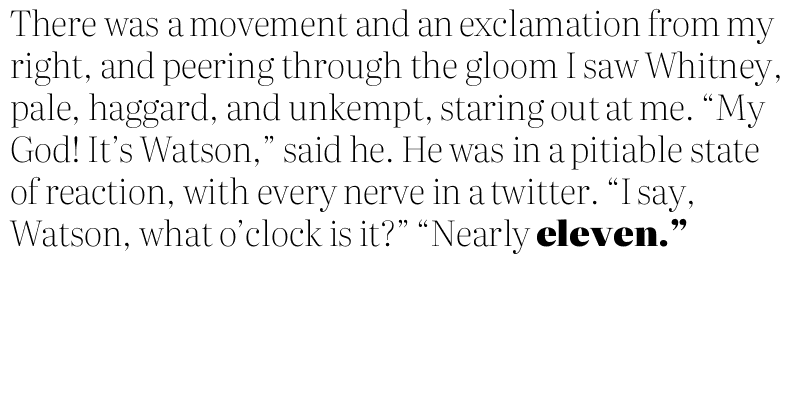 There was a movement and an exclamation from my
right, and peering through the gloom I saw Whitney,
pale, haggard, and unkempt, staring out at me. “My
God! It’s Watson,” said he. He was in a pitiable state
of reaction, with every nerve in a twitter. “I say,
Watson, what o’clock is it?” “Nearly eleven.”